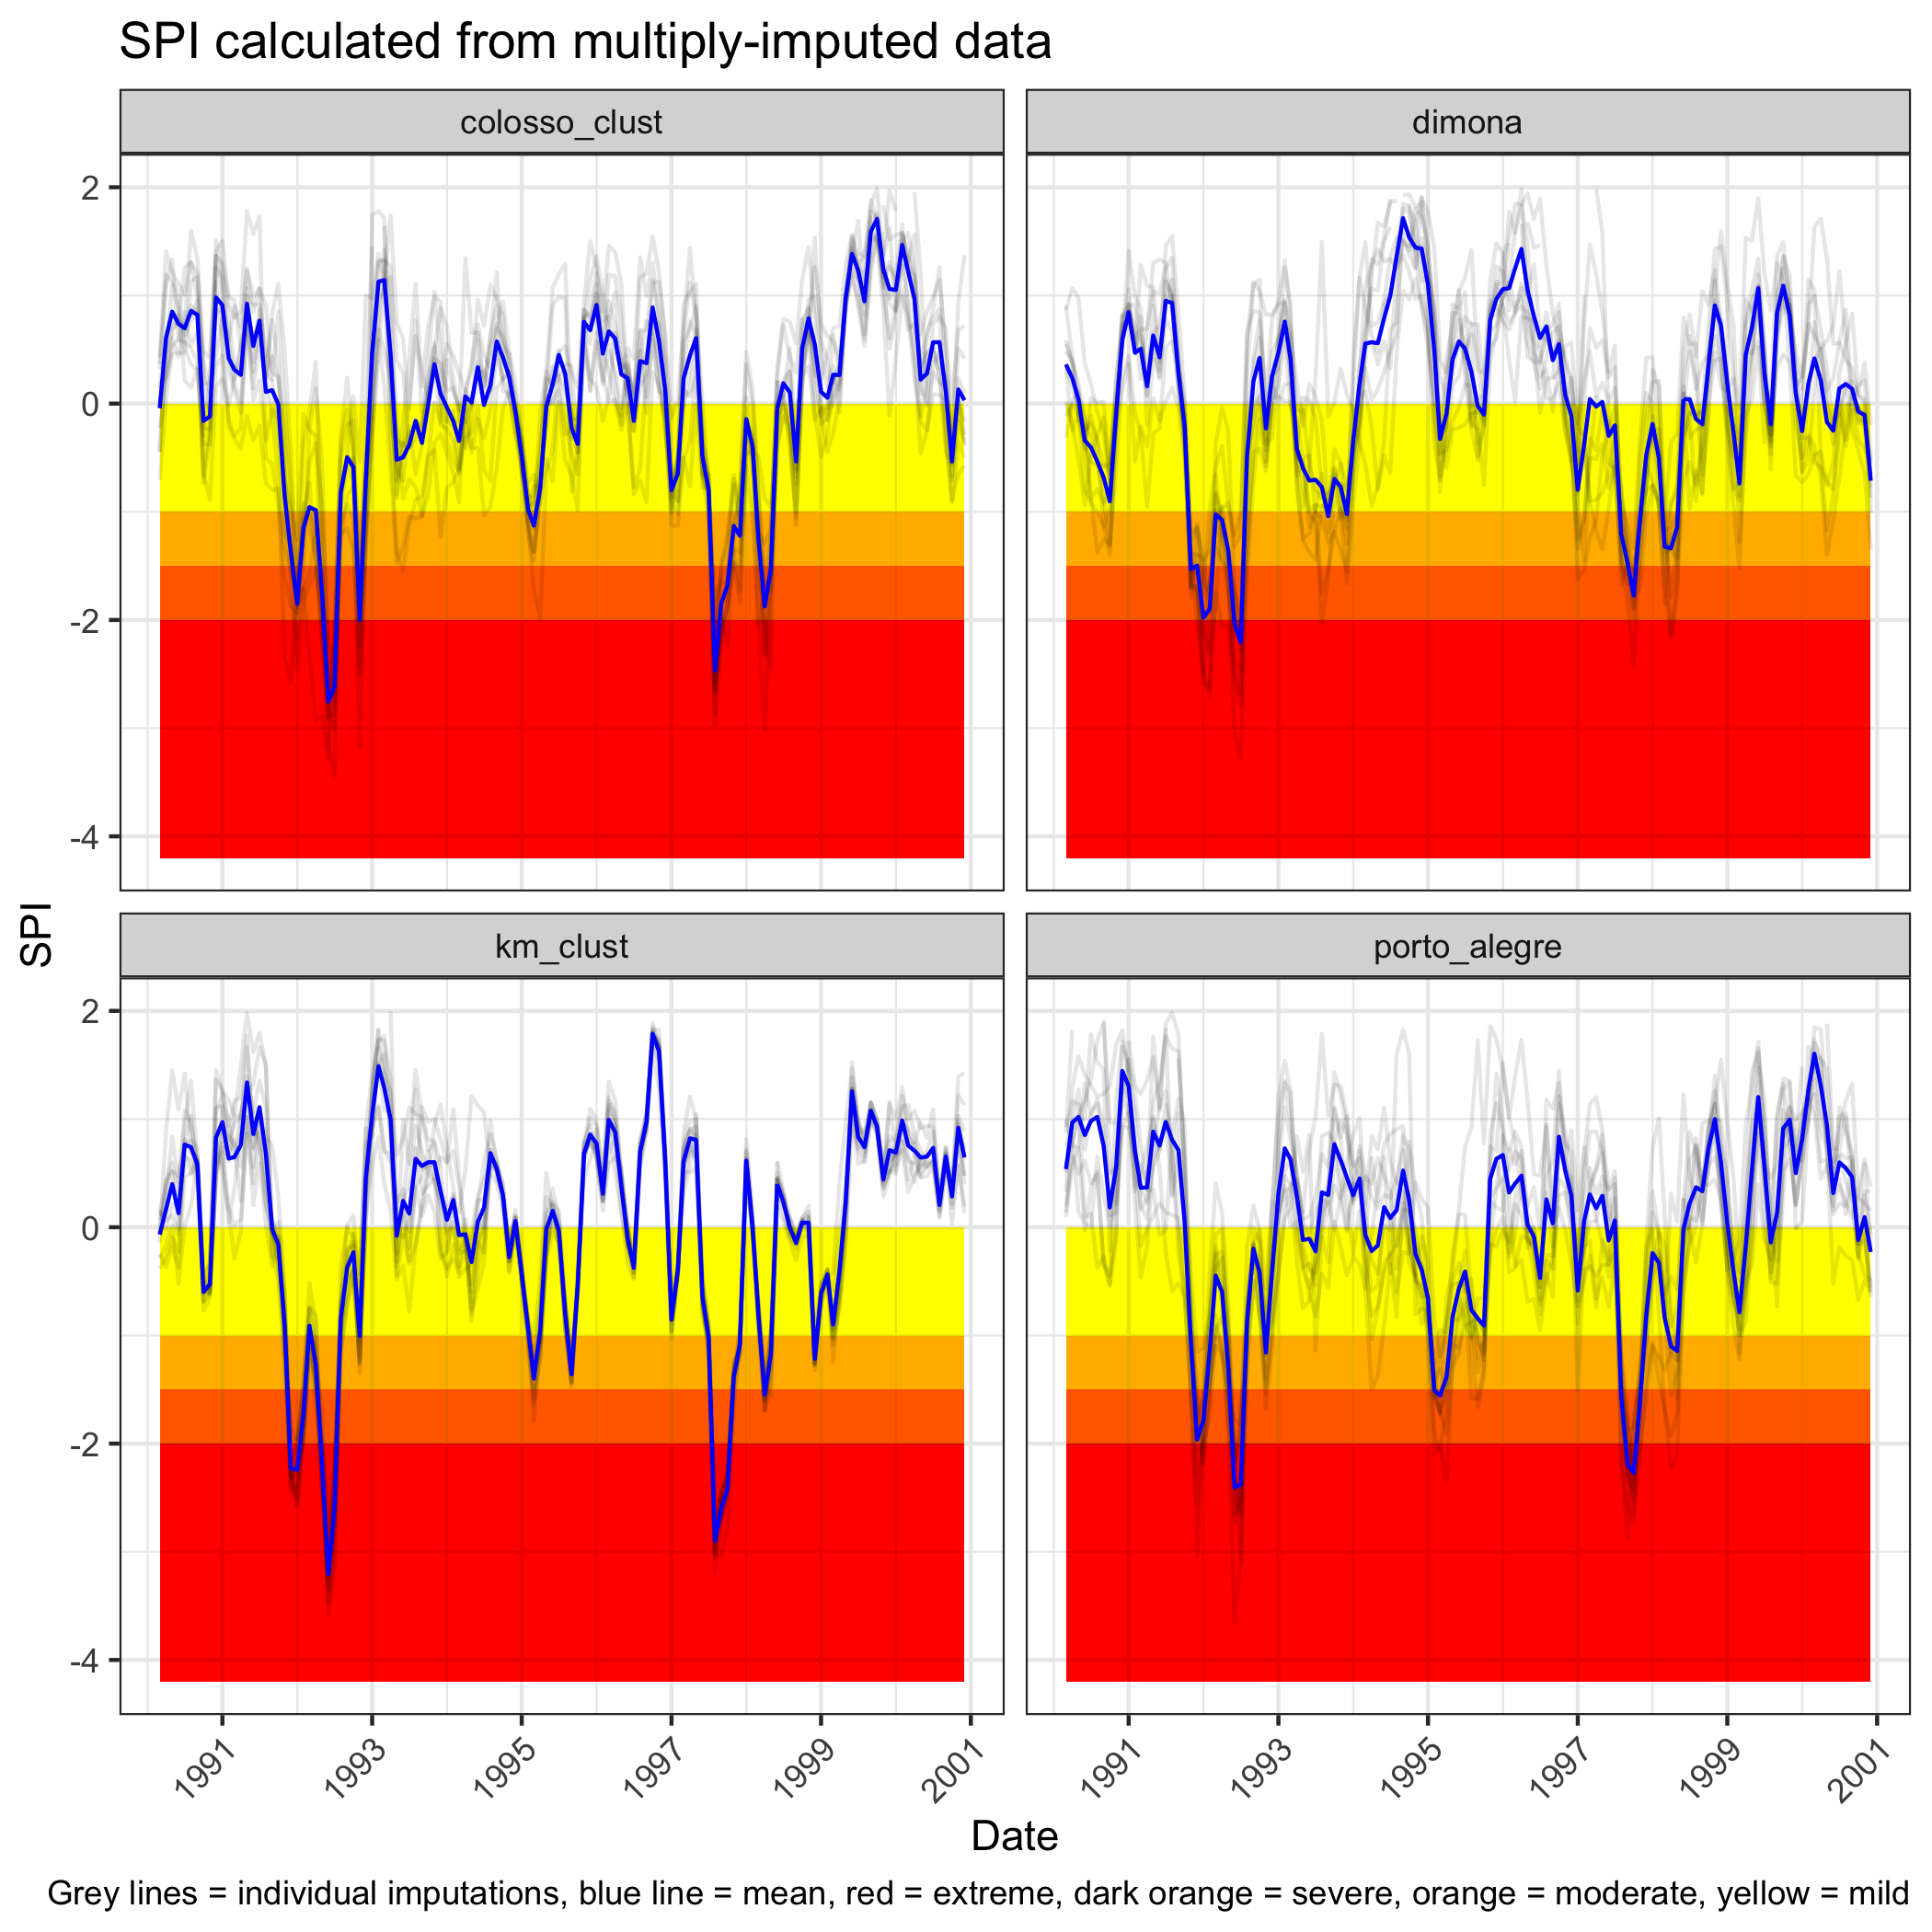 SPI calculated from multiply-imputed data
colosso_clust
dimona
2
0
-2
-4
SPI
km_clust
porto_alegre
2
0
-2
-4
1991
1993
1995
1997
1999
2001
1991
1993
1995
1997
1999
2001
Date
Grey lines = individual imputations, blue line = mean, red = extreme, dark orange = severe, orange = moderate, yellow = mild